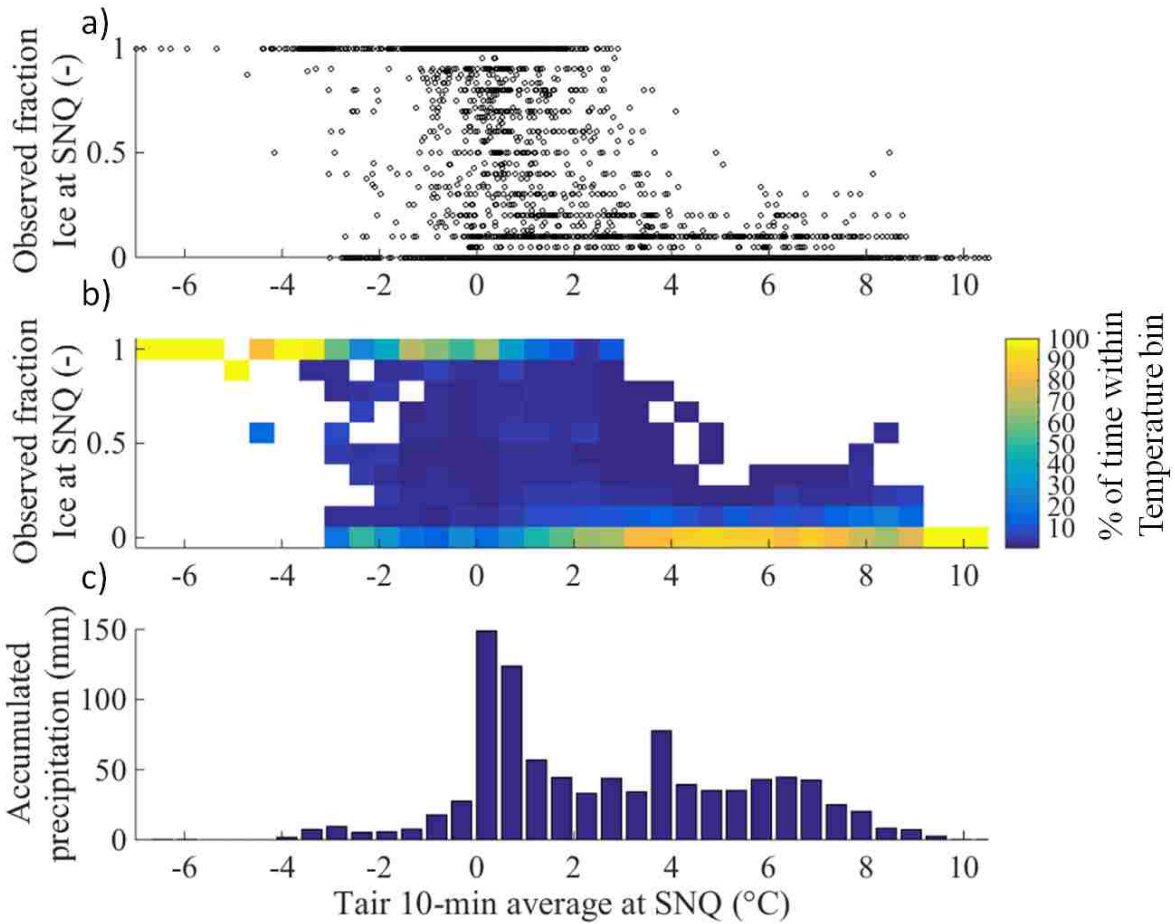 a)
Observed fraction
Ice at SNQ (-)
1
0.5
0
-6 -4 -2 0 2 4 6 8 10
b)
Observed fraction
Ice at SNQ (-)
1
0.5
0
-6 -4 -2 0 2 4 6 8 10
100
90
80
70
60
50
40
30
20
10
% of time within
Temperature bin
c)
Accumulated
precipitation (mm)
150
100
50
0
-6 -4 -2 0 2 4 6 8 10
Tair 10-min average at SNQ (°C)